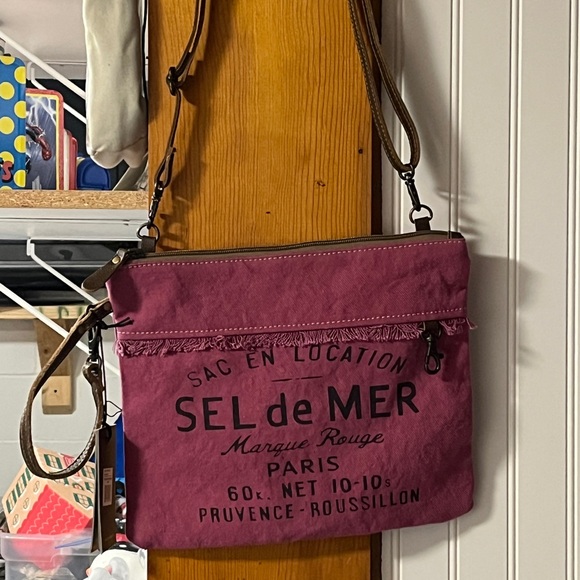 SAC EN LOCATION
SEL de MER
Marque Rouge
PARIS
60K. NET 10-10s
PRUVENCE-ROUSSILLON